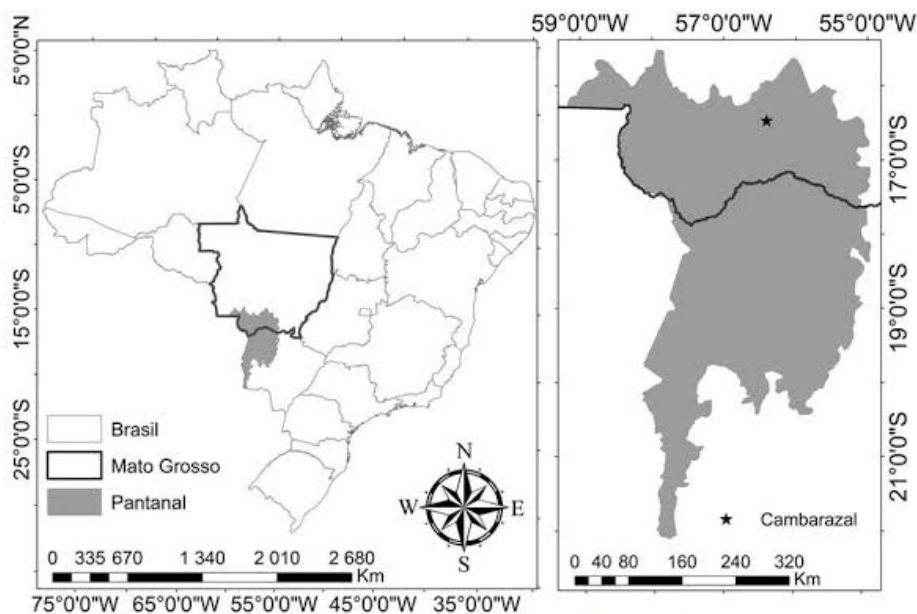 59°0'0"W 57°0'0"W 55°0'0"W
5°0'0"N
5°0'0"S
15°0'0"S
25°0'0"S
17°0'0"S
19°0'0"S
21°0'0"S
Brasil
Mato Grosso
Pantanal
N
W E
S
Cambarazal
0 335 670 1340 2 010 2 680
Km
0 40 80 160 240 320
Km
75°0'0"W 65°0'0"W 55°0'0"W 45°0'0"W 35°0'0"W